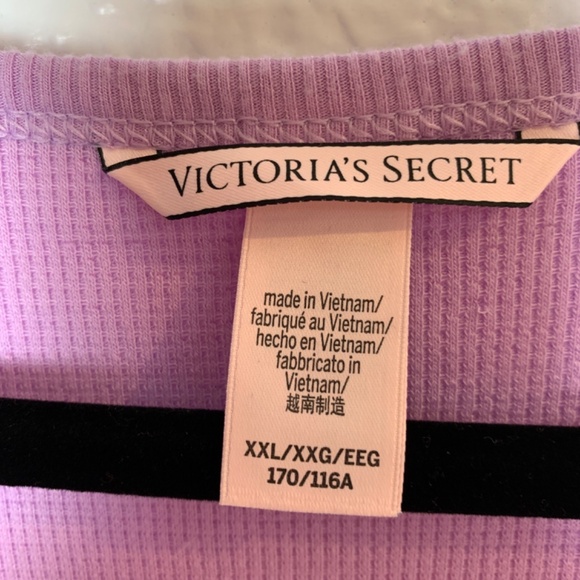 VICTORIA'S SECRET
made in Vietnam/
fabriqué au Vietnam/
hecho en Vietnam/
fabbricato in
Vietnam/
越南制造
XXL/XXG/EEG
170/116A